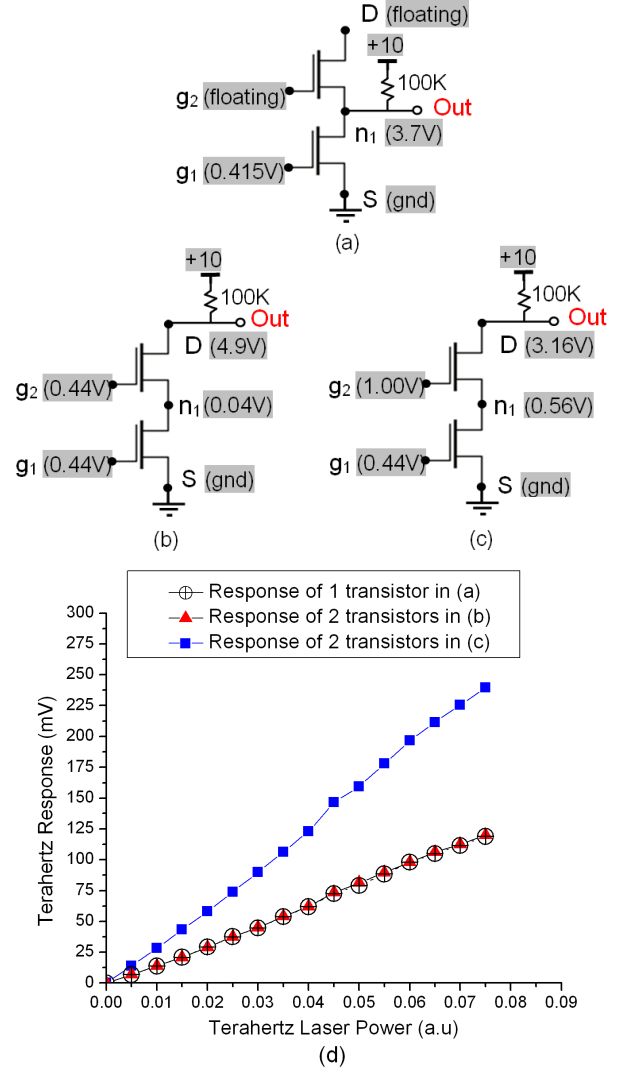 D (floating)
+10
100K
g2 (floating)
Out
n1 (3.7V)
g1 (0.415V)
S (gnd)
(a)
+10
100K
Out
D (4.9V)
g2 (0.44V)
n1 (0.04V)
g1 (0.44V)
S (gnd)
(b)
+10
100K
Out
D (3.16V)
g2 (1.00V)
n1 (0.56V)
g1 (0.44V)
S (gnd)
(c)
Response of 1 transistor in (a)
Response of 2 transistors in (b)
Response of 2 transistors in (c)
300
275
250
225
200
175
150
125
100
75
50
25
0
Terahertz Response (mV)
0.00 0.01 0.02 0.03 0.04 0.05 0.06 0.07 0.08 0.09
Terahertz Laser Power (a.u)
(d)